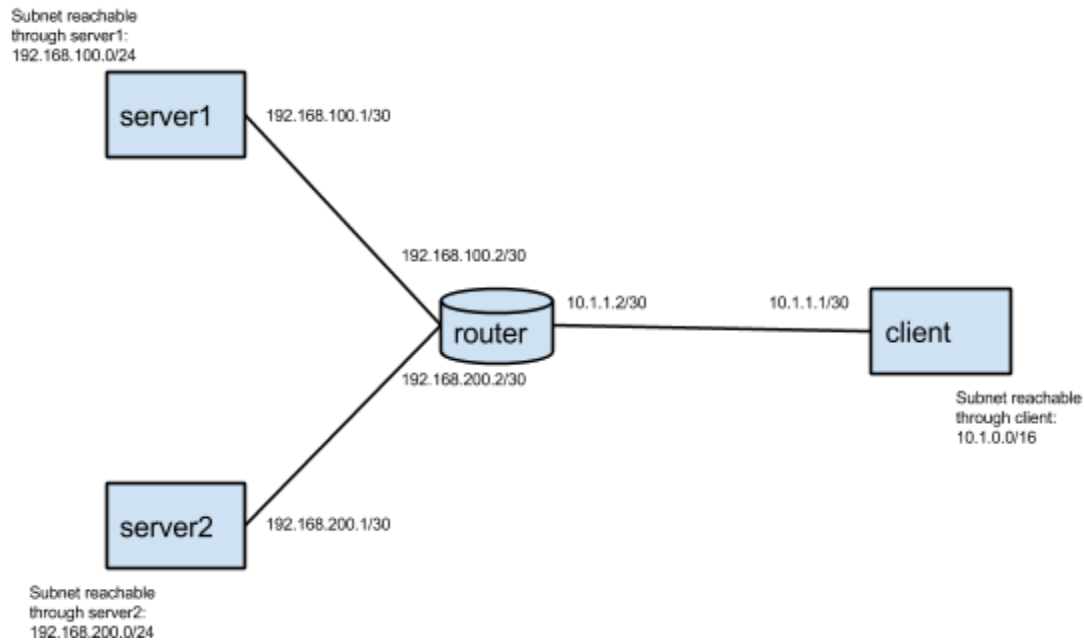 Subnet reachable
through server1:
192.168.100.0/24
server1
192.168.100.1/30
192.168.100.2/30
10.1.1.2/30
10.1.1.1/30
router
client
192.168.200.2/30
Subnet reachable
through client:
10.1.0.0/16
server2
192.168.200.1/30
Subnet reachable
through server2:
192.168.200.0/24